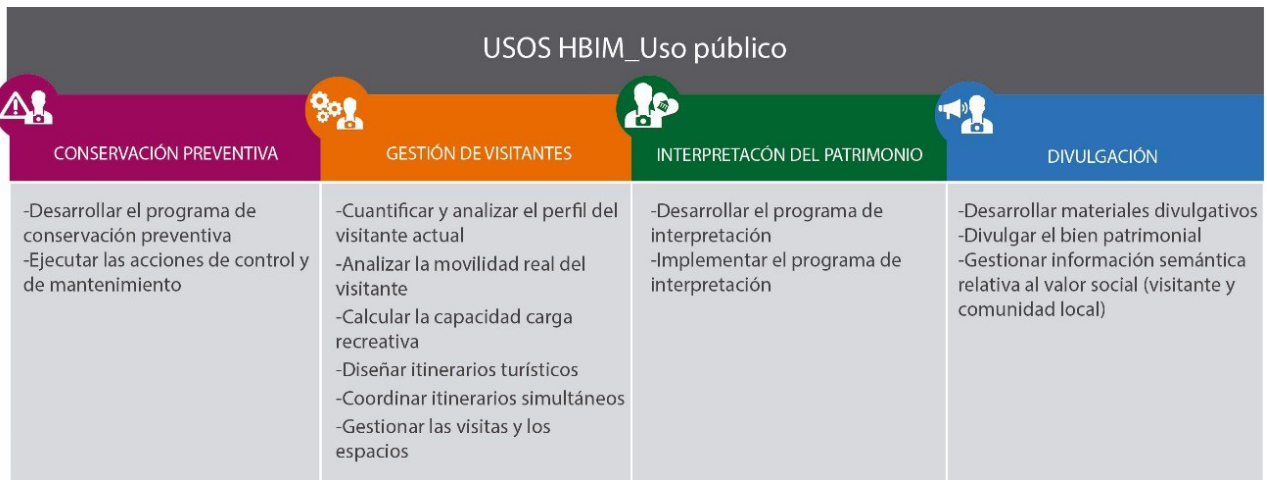 USOS HBIM_Uso público
CONSERVACIÓN PREVENTIVA
-Desarrollar el programa de
conservación preventiva
-Ejecutar las acciones de control y
de mantenimiento
GESTIÓN DE VISITANTES
-Cuantificar y analizar el perfil del
visitante actual
-Analizar la movilidad real del
visitante
-Calcular la capacidad carga
recreativa
-Diseñar itinerarios turísticos
-Coordinar itinerarios simultáneos
-Gestionar las visitas y los
espacios
INTERPRETACÓN DEL PATRIMONIO
-Desarrollar el programa de
interpretación
-Implementar el programa de
interpretación
DIVULGACIÓN
-Desarrollar materiales divulgativos
-Divulgar el bien patrimonial
-Gestionar información semántica
relativa al valor social (visitante y
comunidad local)